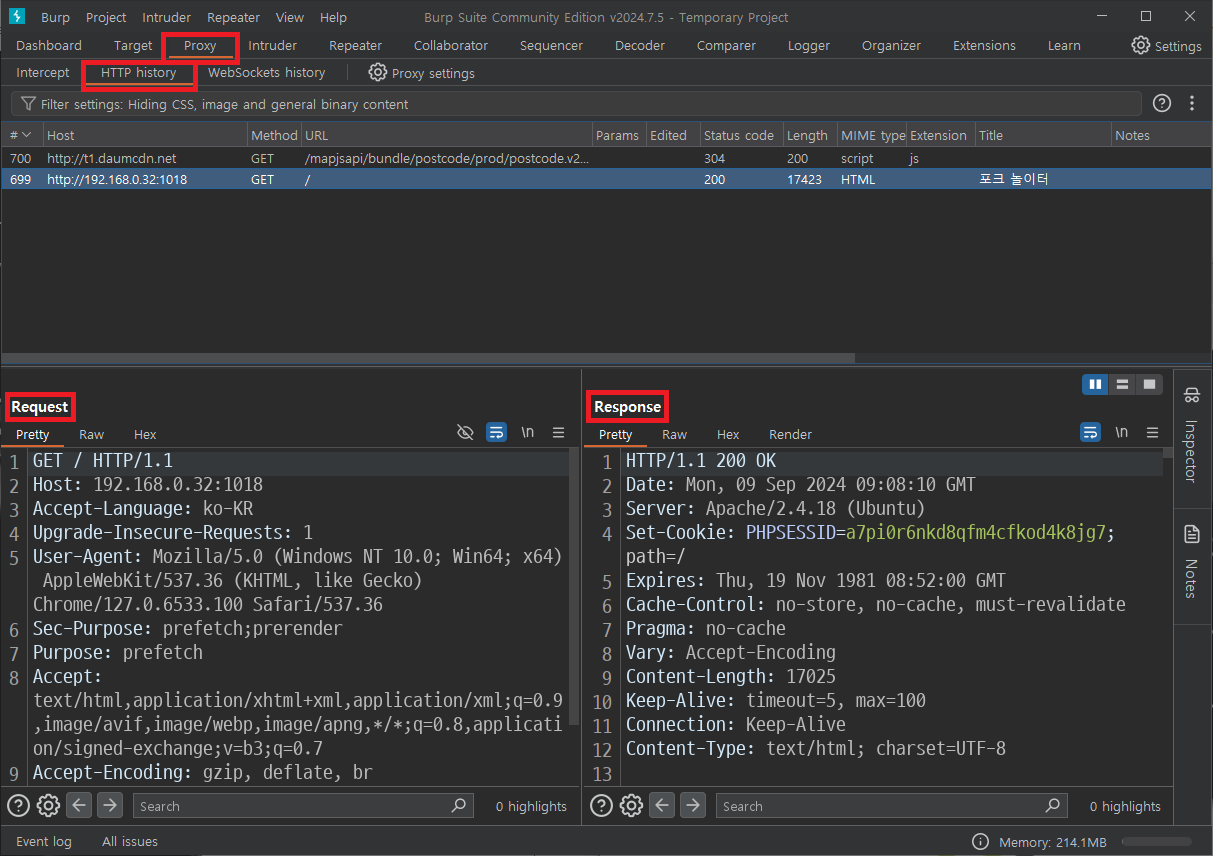 Burp Project Intruder Repeater View Help Burp Suite Community Edition v2024.7.5 - Temporary Project
Dashboard Target Proxy Intruder Repeater Collaborator Sequencer Decoder Comparer Logger Organizer Extensions Learn Settings
Intercept HTTP history WebSockets history Proxy settings
Filter settings: Hiding CSS, image and general binary content
# Host Method URL Params Edited Status code Length MIME type Extension Title Notes
700 http://t1.daumcdn.net GET /mapjsapi/bundle/postcode/prod/postcode.v2... 304 200 script js
699 http://192.168.0.32:1018 GET / 200 17423 HTML 포크 놀이터
Request
Pretty Raw Hex \n
1 GET / HTTP/1.1
2 Host: 192.168.0.32:1018
3 Accept-Language: ko-KR
4 Upgrade-Insecure-Requests: 1
5 User-Agent: Mozilla/5.0 (Windows NT 10.0; Win64; x64)
AppleWebKit/537.36 (KHTML, like Gecko)
Chrome/127.0.6533.100 Safari/537.36
6 Sec-Purpose: prefetch;prerender
7 Purpose: prefetch
8 Accept:
text/html,application/xhtml+xml,application/xml;q=0.9
,image/avif,image/webp,image/apng,*/*;q=0.8,applicati
on/signed-exchange;v=b3;q=0.7
9 Accept-Encoding: gzip, deflate, br
Search 0 highlights
Response
Pretty Raw Hex Render \n
1 HTTP/1.1 200 OK
2 Date: Mon, 09 Sep 2024 09:08:10 GMT
3 Server: Apache/2.4.18 (Ubuntu)
4 Set-Cookie: PHPSESSID=a7pi0r6nkd8qfm4cfkod4k8jg7;
path=/
5 Expires: Thu, 19 Nov 1981 08:52:00 GMT
6 Cache-Control: no-store, no-cache, must-revalidate
7 Pragma: no-cache
8 Vary: Accept-Encoding
9 Content-Length: 17025
10 Keep-Alive: timeout=5, max=100
11 Connection: Keep-Alive
12 Content-Type: text/html; charset=UTF-8
13
Search 0 highlights
Inspector
Notes
Event log All issues Memory: 214.1MB